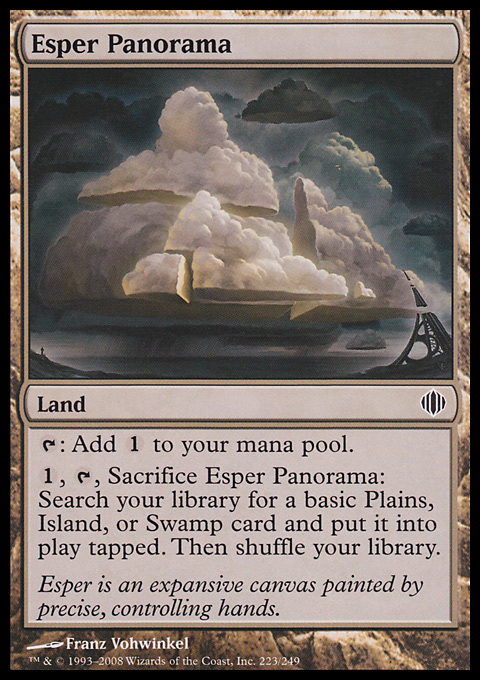 Esper Panorama
Land
: Add 1 to your mana pool.
1, , Sacrifice Esper Panorama:
Search your library for a basic Plains,
Island, or Swamp card and put it into
play tapped. Then shuffle your library.
Esper is an expansive canvas painted by
precise, controlling hands.
Franz Vohwinkel
™ & © 1993–2008 Wizards of the Coast, Inc. 223/249